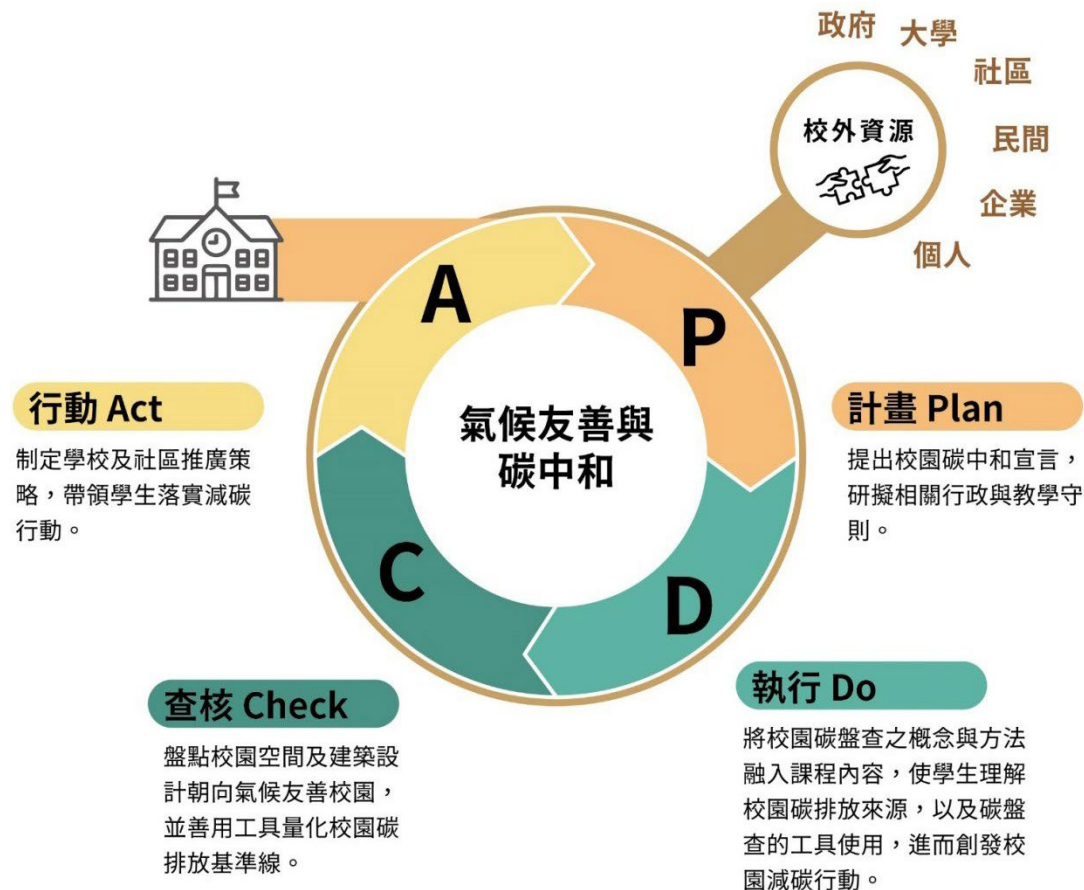 政府
大學
社區
民間
企業
個人
校外資源
A
P
C
D
氣候友善與
碳中和
行動 Act
制定學校及社區推廣策
略，帶領學生落實減碳
行動。
計畫 Plan
提出校園碳中和宣言，
研擬相關行政與教學守
則。
查核 Check
盤點校園空間及建築設
計朝向氣候友善校園，
並善用工具量化校園碳
排放基準線。
執行 Do
將校園碳盤查之概念與方法
融入課程內容，使學生理解
校園碳排放來源，以及碳盤
查的工具使用，進而創發校
園減碳行動。